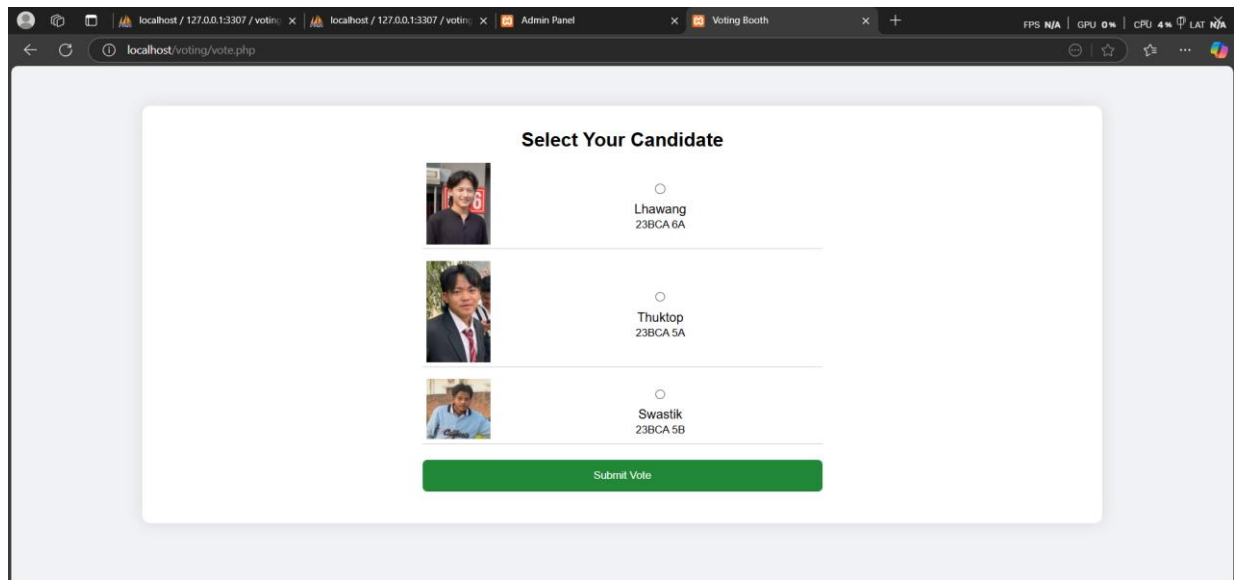 localhost / 127.0.0.1:3307 / voting
localhost / 127.0.0.1:3307 / voting
Admin Panel
Voting Booth
FPS N/A | GPU 0% | CPU 4% LAT N/A
localhost/voting/vote.php
Select Your Candidate
6
Lhawang
23BCA 6A
Thuktop
23BCA 5A
Swastik
23BCA 5B
Submit Vote